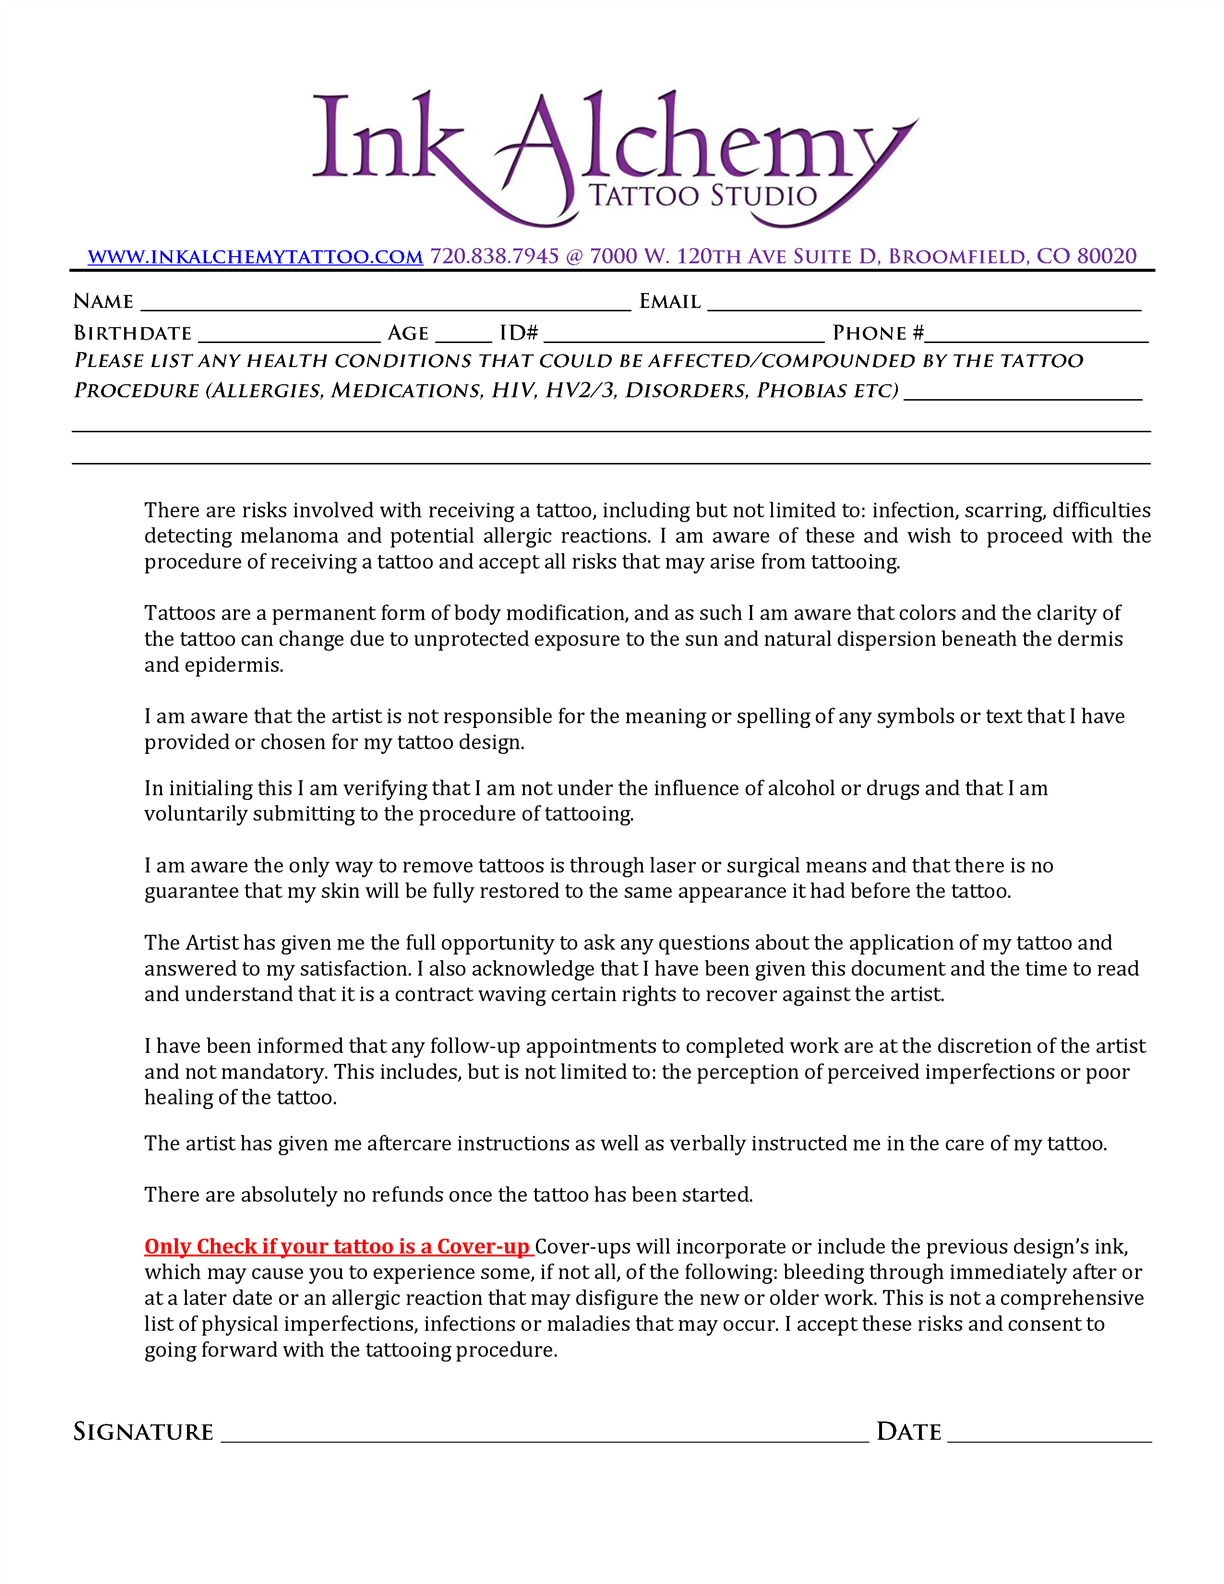 Ink Alchemy
Tattoo Studio
www.inkalchemytattoo.com 720.838.7945 @ 7000 W. 120th Ave Suite D, Broomfield, CO 80020
Name ______ Email ______
Birthdate ______ Age ____ ID# ______ Phone #______
Please list any health conditions that could be affected/compounded by the tattoo
Procedure (Allergies, Medications, HIV, HV2/3, Disorders, Phobias etc) ______
There are risks involved with receiving a tattoo, including but not limited to: infection, scarring, difficulties
detecting melanoma and potential allergic reactions. I am aware of these and wish to proceed with the
procedure of receiving a tattoo and accept all risks that may arise from tattooing.
Tattoos are a permanent form of body modification, and as such I am aware that colors and the clarity of
the tattoo can change due to unprotected exposure to the sun and natural dispersion beneath the dermis
and epidermis.
I am aware that the artist is not responsible for the meaning or spelling of any symbols or text that I have
provided or chosen for my tattoo design.
In initialing this I am verifying that I am not under the influence of alcohol or drugs and that I am
voluntarily submitting to the procedure of tattooing.
I am aware the only way to remove tattoos is through laser or surgical means and that there is no
guarantee that my skin will be fully restored to the same appearance it had before the tattoo.
The Artist has given me the full opportunity to ask any questions about the application of my tattoo and
answered to my satisfaction. I also acknowledge that I have been given this document and the time to read
and understand that it is a contract waving certain rights to recover against the artist.
I have been informed that any follow-up appointments to completed work are at the discretion of the artist
and not mandatory. This includes, but is not limited to: the perception of perceived imperfections or poor
healing of the tattoo.
The artist has given me aftercare instructions as well as verbally instructed me in the care of my tattoo.
There are absolutely no refunds once the tattoo has been started.
Only Check if your tattoo is a Cover-up Cover-ups will incorporate or include the previous design's ink,
which may cause you to experience some, if not all, of the following: bleeding through immediately after or
at a later date or an allergic reaction that may disfigure the new or older work. This is not a comprehensive
list of physical imperfections, infections or maladies that may occur. I accept these risks and consent to
going forward with the tattooing procedure.
Signature ______ Date ______